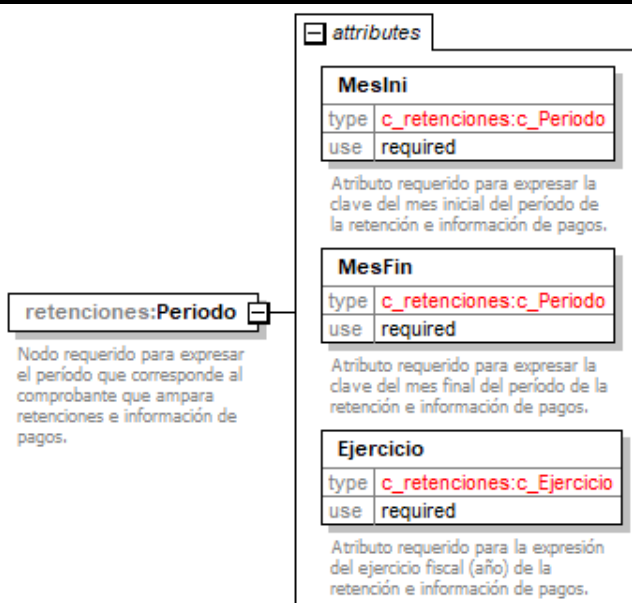 attributes
MesIni
type c_retenciones:c_Periodo
use required
Atributo requerido para expresar la
clave del mes inicial del período de
la retención e información de pagos.
MesFin
type c_retenciones:c_Periodo
use required
Atributo requerido para expresar la
clave del mes final del período de la
retención e información de pagos.
retenciones:Periodo
Nodo requerido para expresar
el período que corresponde al
comprobante que ampara
retenciones e información de
pagos.
Ejercicio
type c_retenciones:c_Ejercicio
use required
Atributo requerido para la expresión
del ejercicio fiscal (año) de la
retención e información de pagos.